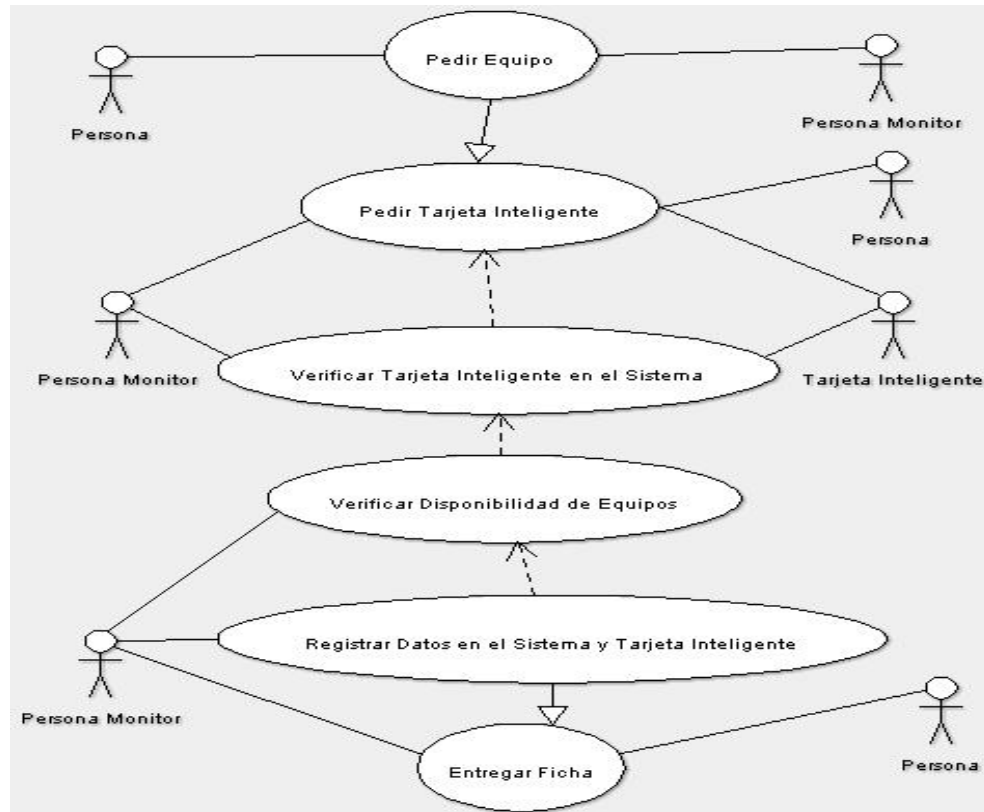 Pedir Equipo
Persona
Persona Monitor
Pedir Tarjeta Inteligente
Persona
Persona Monitor
Verificar Tarjeta Inteligente en el Sistema
Tarjeta Inteligente
Verificar Disponibilidad de Equipos
Registrar Datos en el Sistema y Tarjeta Inteligente
Persona Monitor
Entregar Ficha
Persona